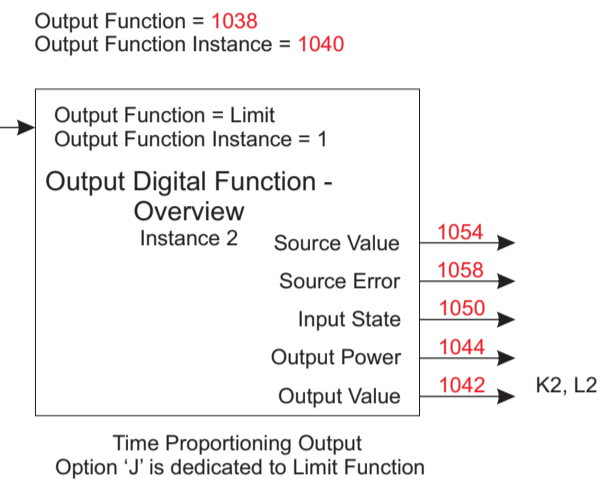 Output Function = 1038
Output Function Instance = 1040
Output Function = Limit
Output Function Instance = 1
Output Digital Function -
Overview
Instance 2
Source Value 1054
Source Error 1058
Input State 1050
Output Power 1044
Output Value 1042 K2, L2
Time Proportioning Output
Option ‘J’ is dedicated to Limit Function